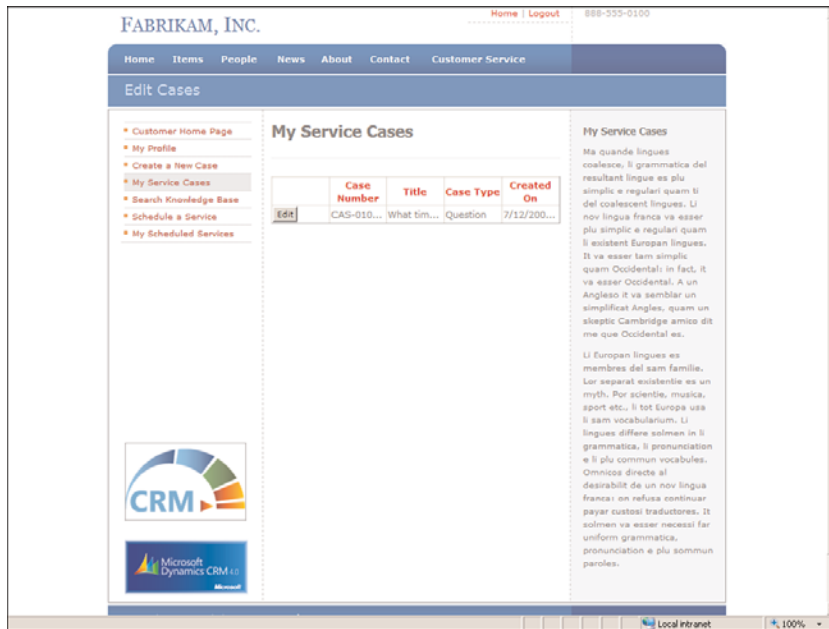 FABRIKAM, INC.
Home | Logout
888-555-0100
Home Items People News About Contact Customer Service
Edit Cases
Customer Home Page
My Profile
Create a New Case
My Service Cases
Search Knowledge Base
Schedule a Service
My Scheduled Services
My Service Cases
Case Number Title Case Type Created On
Edit CAS-010... What tim... Question 7/12/200...
My Service Cases
Ma quande lingues
coalesce, li grammatica del
resultant lingue es plu
simplic e regulari quam ti
del coalescent lingues. Li
nov lingua franca va esser
plu simplic e regulari quam
li existent Europan lingues.
It va esser tam simplic
quam Occidental: in fact, it
va esser Occidental. A un
Angleso it va semblar un
simplificat Angles, quam un
skeptic Cambridge amico dit
me que Occidental es.
Li Europan lingues es
membres del sam familie.
Lor separat existentie es un
myth. Por scientie, musica,
sport etc., li tot Europa usa
li sam vocabularium. Li
lingues differe solmen in li
grammatica, li pronunciation
e li plu commun vocabules.
Omnicos directe al
desirabilit de un nov lingua
franca: on refusa continuar
payar custosi traductores. It
solmen va esser necessi far
uniform grammatica,
pronunciation e plu sommun
paroles.
CRM
Microsoft
Dynamics CRM 4.0
Microsoft
Local intranet
100%